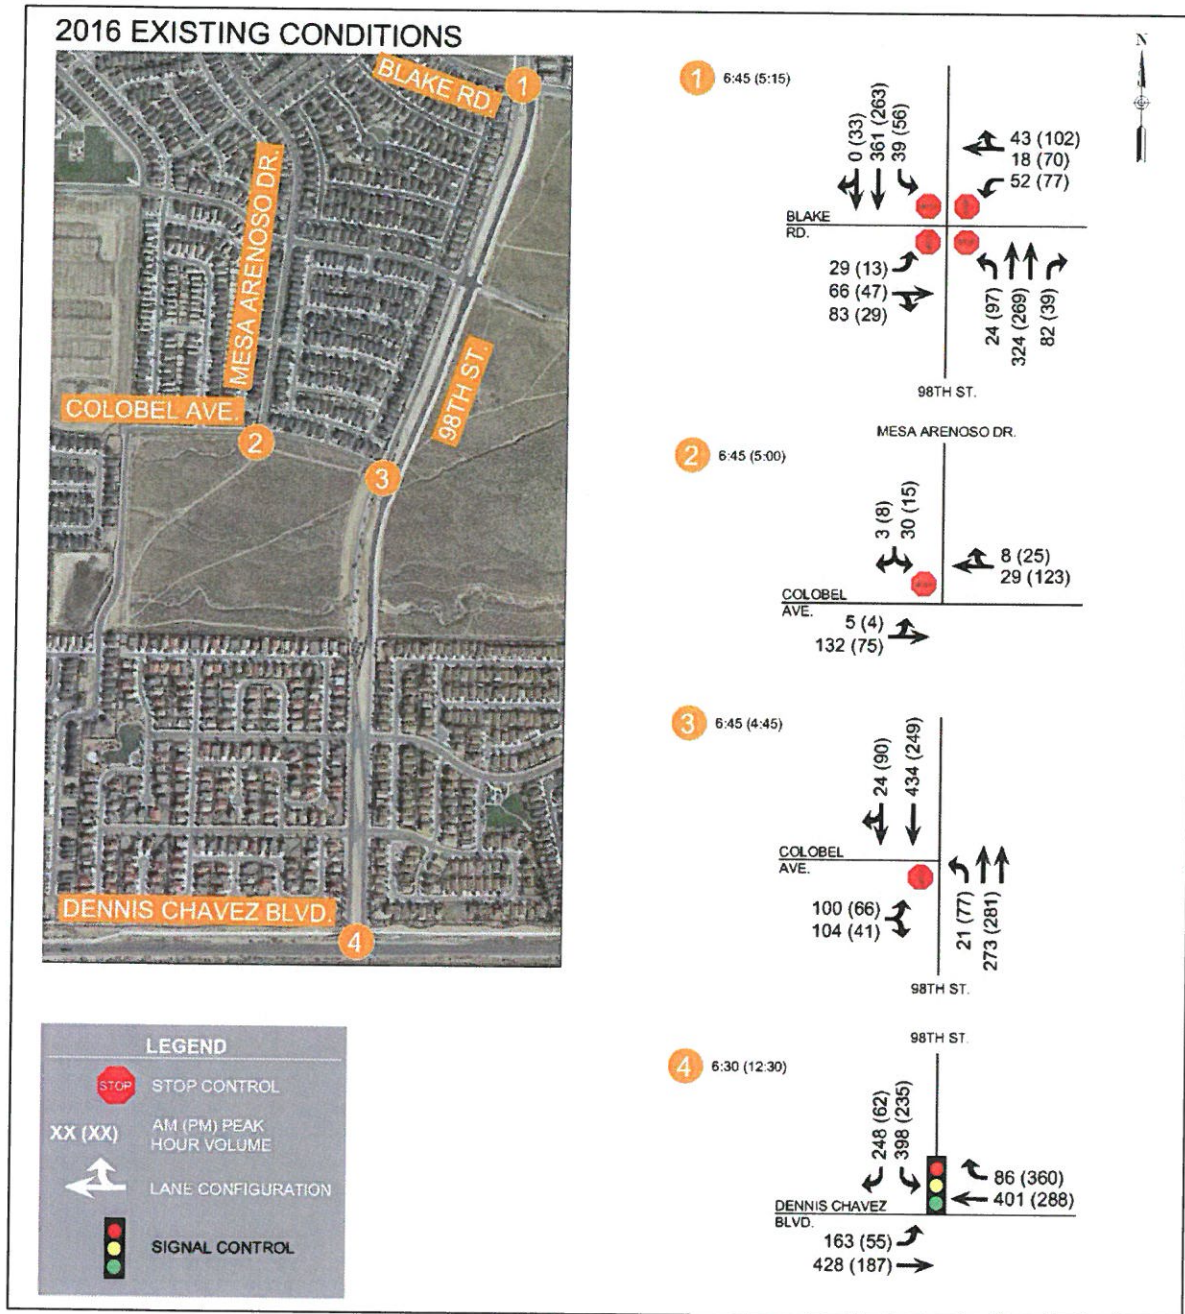 2016 EXISTING CONDITIONS
BLAKE RD.
1
MESA ARENOSO DR.
98TH ST.
COLOBEL AVE.
2
3
DENNIS CHAVEZ BLVD.
4
LEGEND
STOP
STOP CONTROL
XX (XX)
AM (PM) PEAK
HOUR VOLUME
LANE CONFIGURATION
SIGNAL CONTROL
N
1
6:45 (5:15)
0 (33)
361 (263)
39 (56)
43 (102)
18 (70)
52 (77)
BLAKE
RD.
29 (13)
66 (47)
83 (29)
24 (97)
324 (269)
82 (39)
98TH ST.
MESA ARENOSO DR.
2
6:45 (5:00)
3 (8)
30 (15)
8 (25)
29 (123)
COLOBEL
AVE.
5 (4)
132 (75)
3
6:45 (4:45)
24 (90)
434 (249)
COLOBEL
AVE.
100 (66)
104 (41)
21 (77)
273 (281)
98TH ST.
98TH ST.
4
6:30 (12:30)
248 (62)
398 (235)
86 (360)
401 (288)
DENNIS CHAVEZ
BLVD.
163 (55)
428 (187)